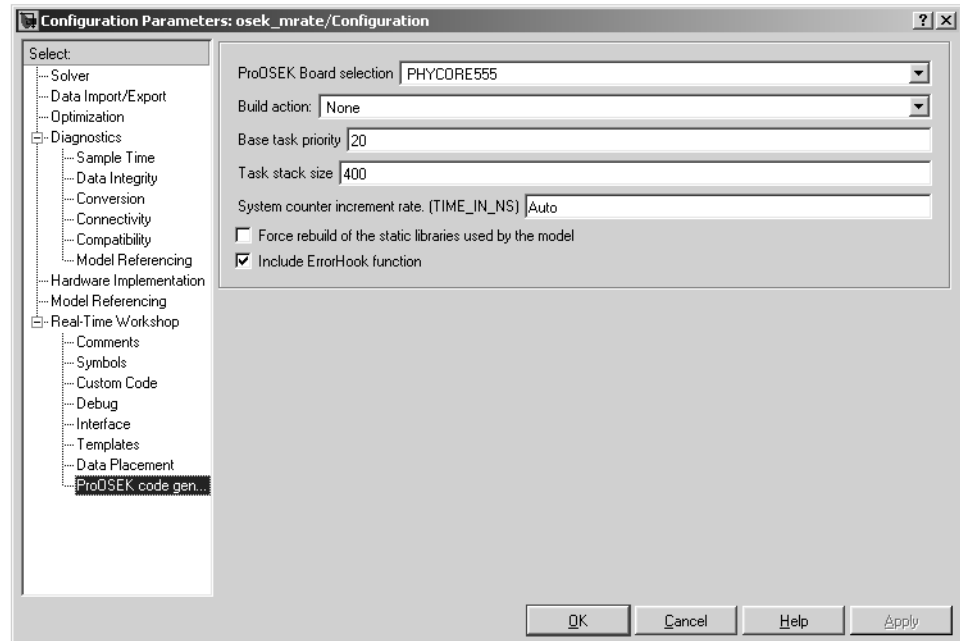 Configuration Parameters: osek_mrate/Configuration
Select:
Solver
Data Import/Export
Optimization
Diagnostics
Sample Time
Data Integrity
Conversion
Connectivity
Compatibility
Model Referencing
Hardware Implementation
Model Referencing
Real-Time Workshop
Comments
Symbols
Custom Code
Debug
Interface
Templates
Data Placement
ProOSEK code gen...
ProOSEK Board selection PHYCORE555
Build action: None
Base task priority 20
Task stack size 400
System counter increment rate. (TIME_IN_NS) Auto
Force rebuild of the static libraries used by the model
Include ErrorHook function
OK Cancel Help Apply